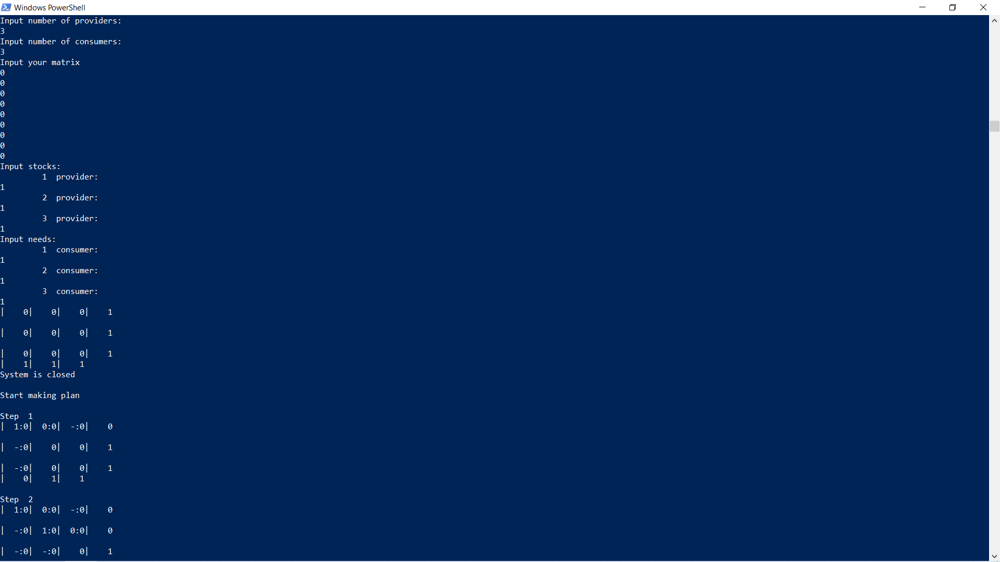 Windows PowerShell
Input number of providers:
3
Input number of consumers:
3
Input your matrix
0
0
0
0
0
0
0
0
0
Input stocks:
         1  provider:
1
         2  provider:
1
         3  provider:
1
Input needs:
         1  consumer:
1
         2  consumer:
1
         3  consumer:
1
|    0|    0|    0|    1
|    0|    0|    0|    1
|    0|    0|    0|    1
|    1|    1|    1
System is closed
Start making plan
Step  1
|  1:0|  0:0|  -:0|    0
|  -:0|    0|    0|    1
|  -:0|    0|    0|    1
|    0|    1|    1
Step  2
|  1:0|  0:0|  -:0|    0
|  -:0|  1:0|  0:0|    0
|  -:0|  -:0|    0|    1